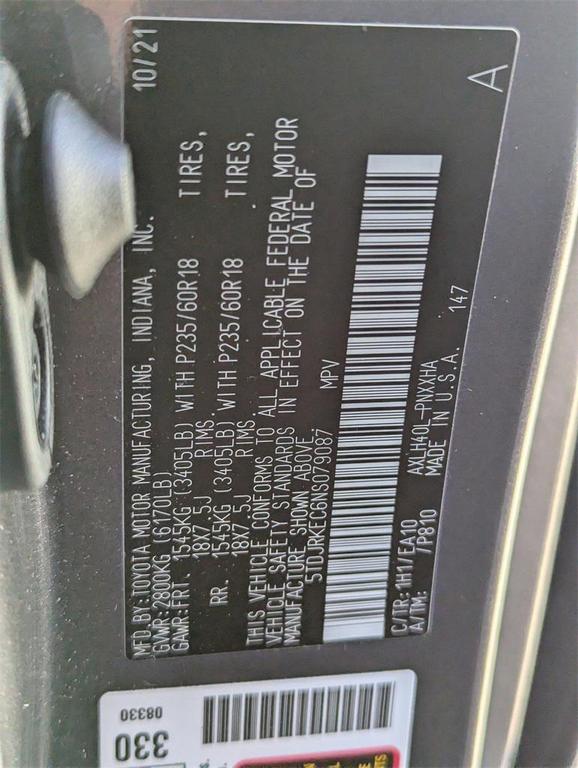 MFD.BY:TOYOTA MOTOR MANUFACTURING, INDIANA, INC. 10/21
GVWR:2800KG (6170LB)
GAWR:FRT. 1545KG (3405LB) WITH P235/60R18 TIRES,
18X7.5J RIMS.
RR. 1545KG (3405LB) WITH P235/60R18 TIRES,
18X7.5J RIMS.
THIS VEHICLE CONFORMS TO ALL APPLICABLE FEDERAL MOTOR
VEHICLE SAFETY STANDARDS IN EFFECT ON THE DATE OF
MANUFACTURE SHOWN ABOVE.
5TDJRKEC6NS079087 MPV
A
C/TR:1H1/EA10 AXLH40L-PNXXHA
A/TM: /P810 MADE IN U.S.A. 147
330
08330